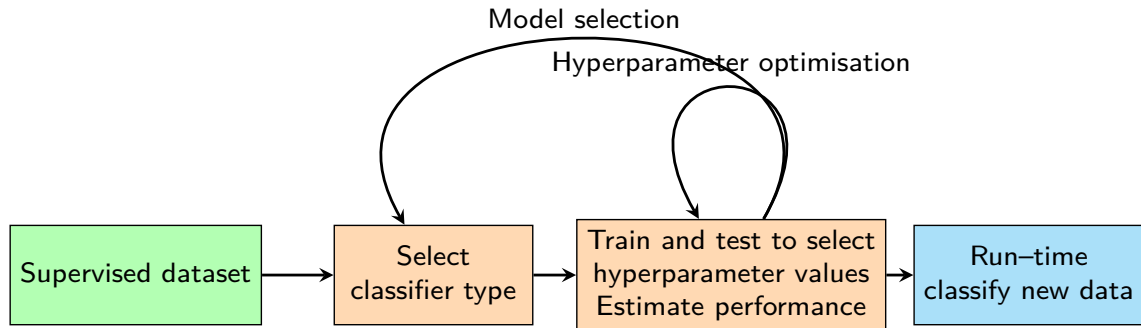 Model selection
Hyperparameter optimisation
Supervised dataset
Select
classifier type
Train and test to select
hyperparameter values
Estimate performance
Run–time
classify new data